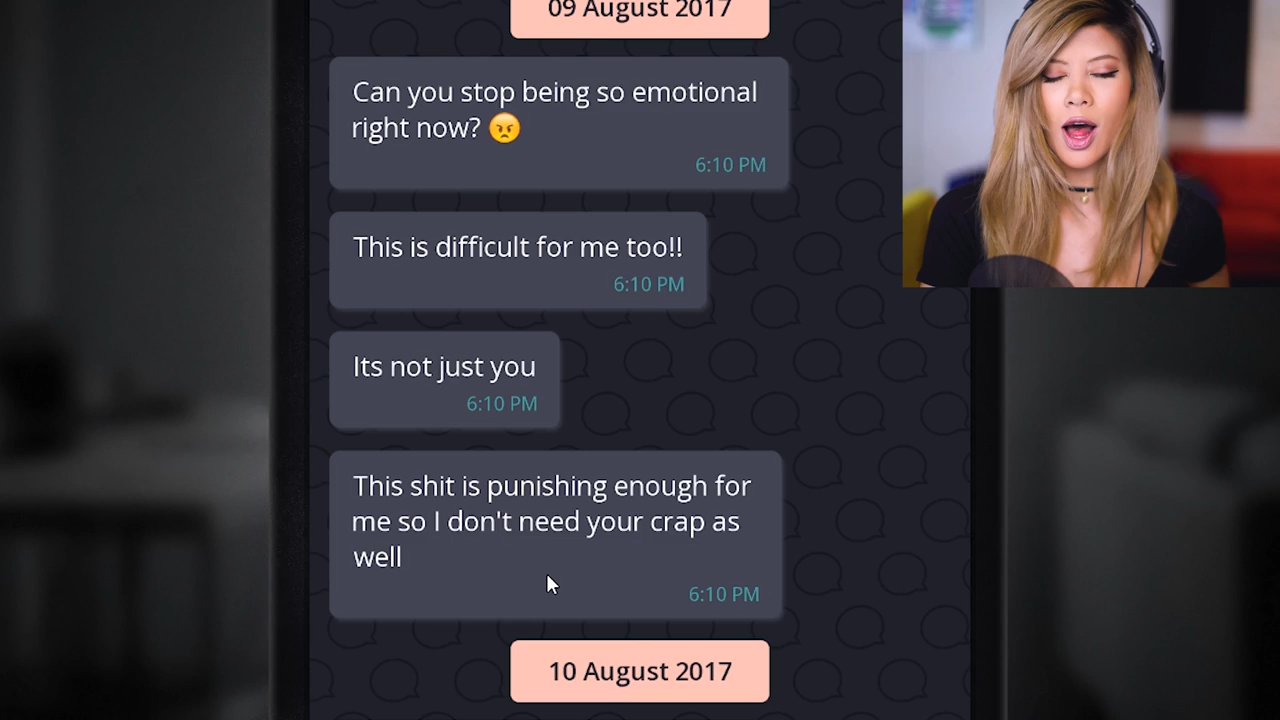 09 August 2017
Can you stop being so emotional
right now? 😠
6:10 PM
This is difficult for me too!!
6:10 PM
Its not just you
6:10 PM
This shit is punishing enough for
me so I don't need your crap as
well
6:10 PM
10 August 2017